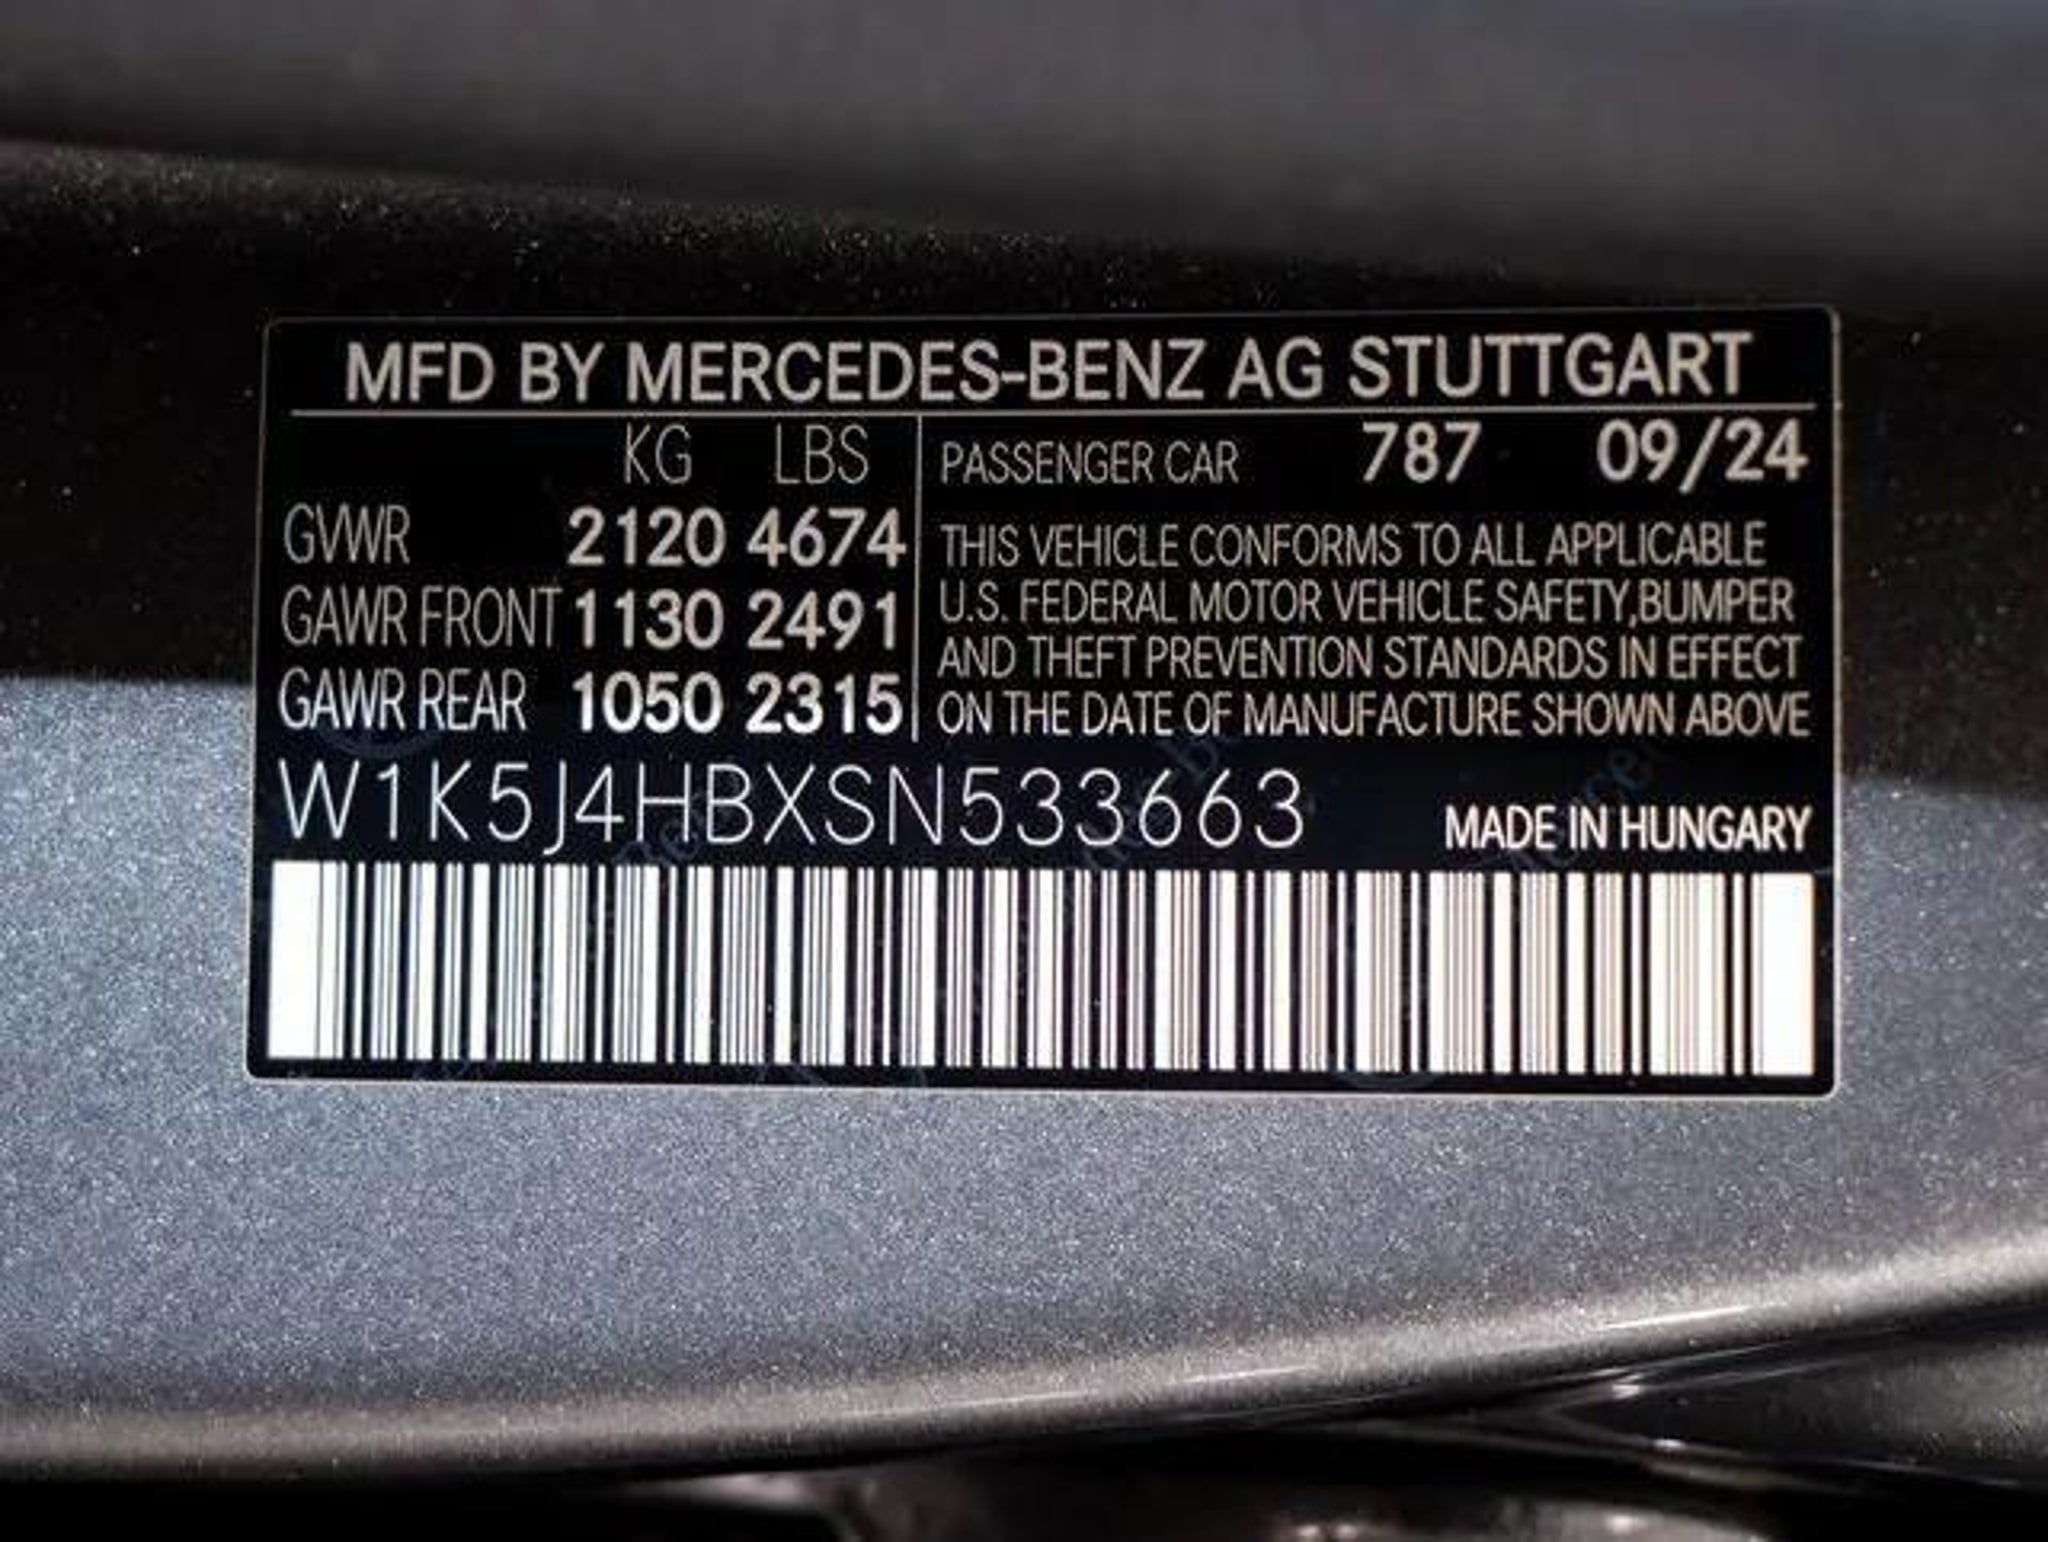 MFD BY MERCEDES-BENZ AG STUTTGART
KG LBS
GVWR 2120 4674
GAWR FRONT 1130 2491
GAWR REAR 1050 2315
PASSENGER CAR 787 09/24
THIS VEHICLE CONFORMS TO ALL APPLICABLE
U.S. FEDERAL MOTOR VEHICLE SAFETY,BUMPER
AND THEFT PREVENTION STANDARDS IN EFFECT
ON THE DATE OF MANUFACTURE SHOWN ABOVE
W1K5J4HBXSN533663
MADE IN HUNGARY